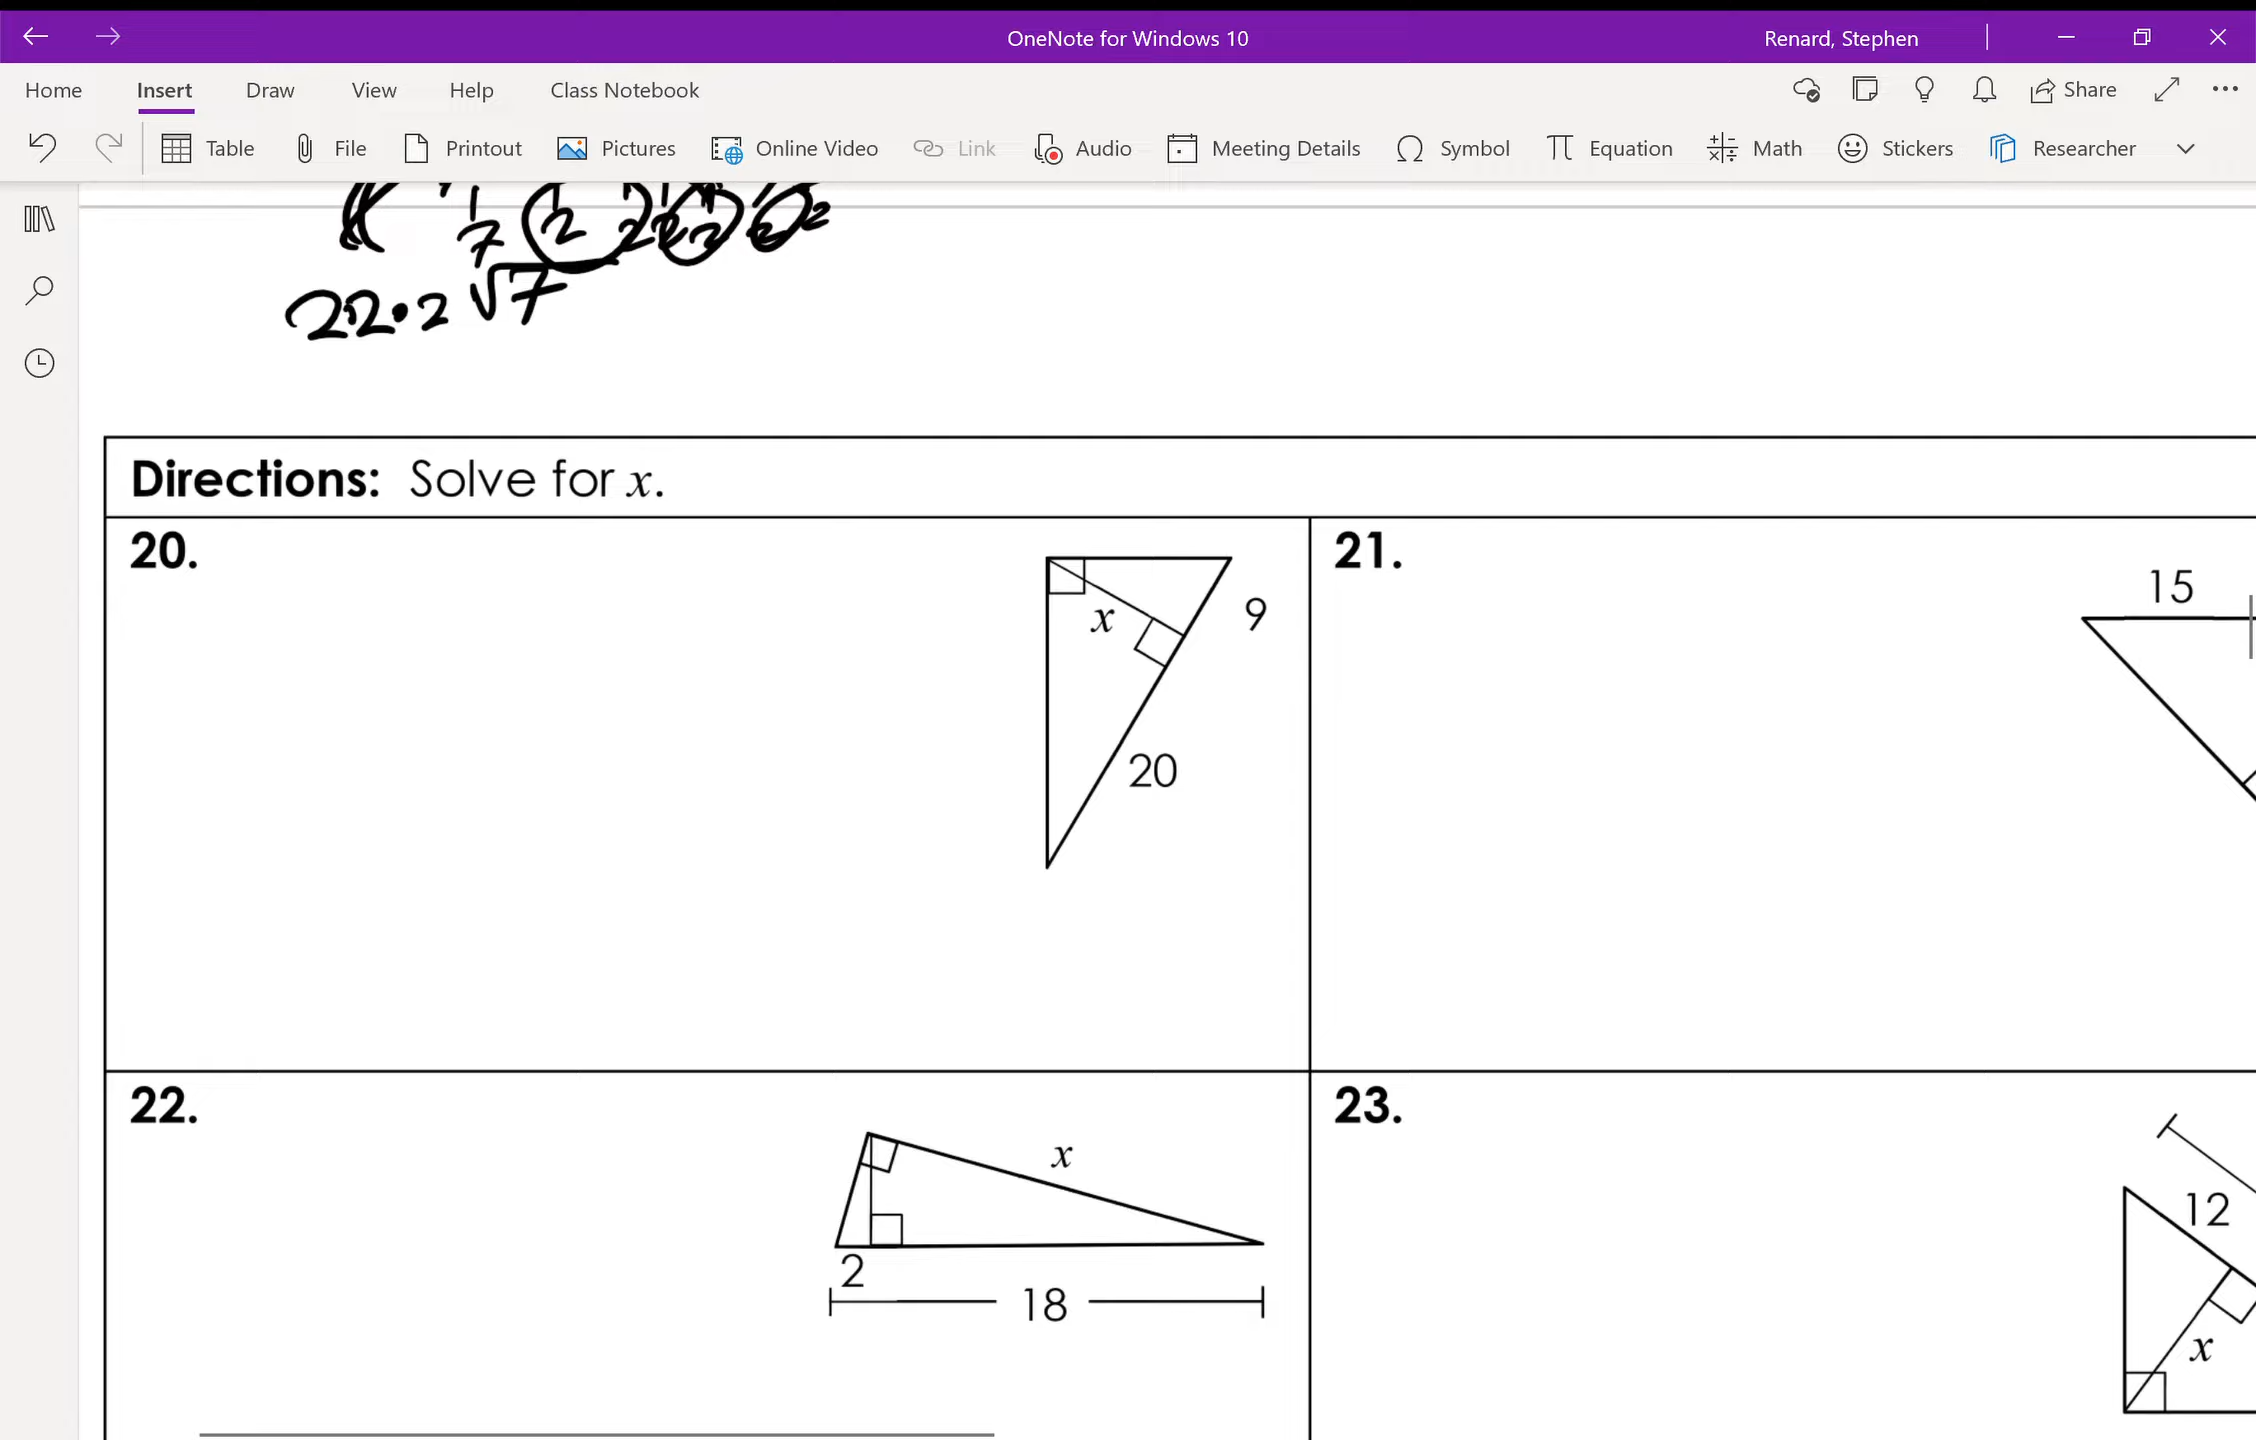 OneNote for Windows 10
Renard, Stephen
Home Insert Draw View Help Class Notebook Share
Table File Printout Pictures Online Video Link Audio Meeting Details Symbol Equation Math Stickers Researcher
22•2√7
Directions: Solve for x.
20.
x
9
20
21.
15
22.
x
2
18
23.
12
x